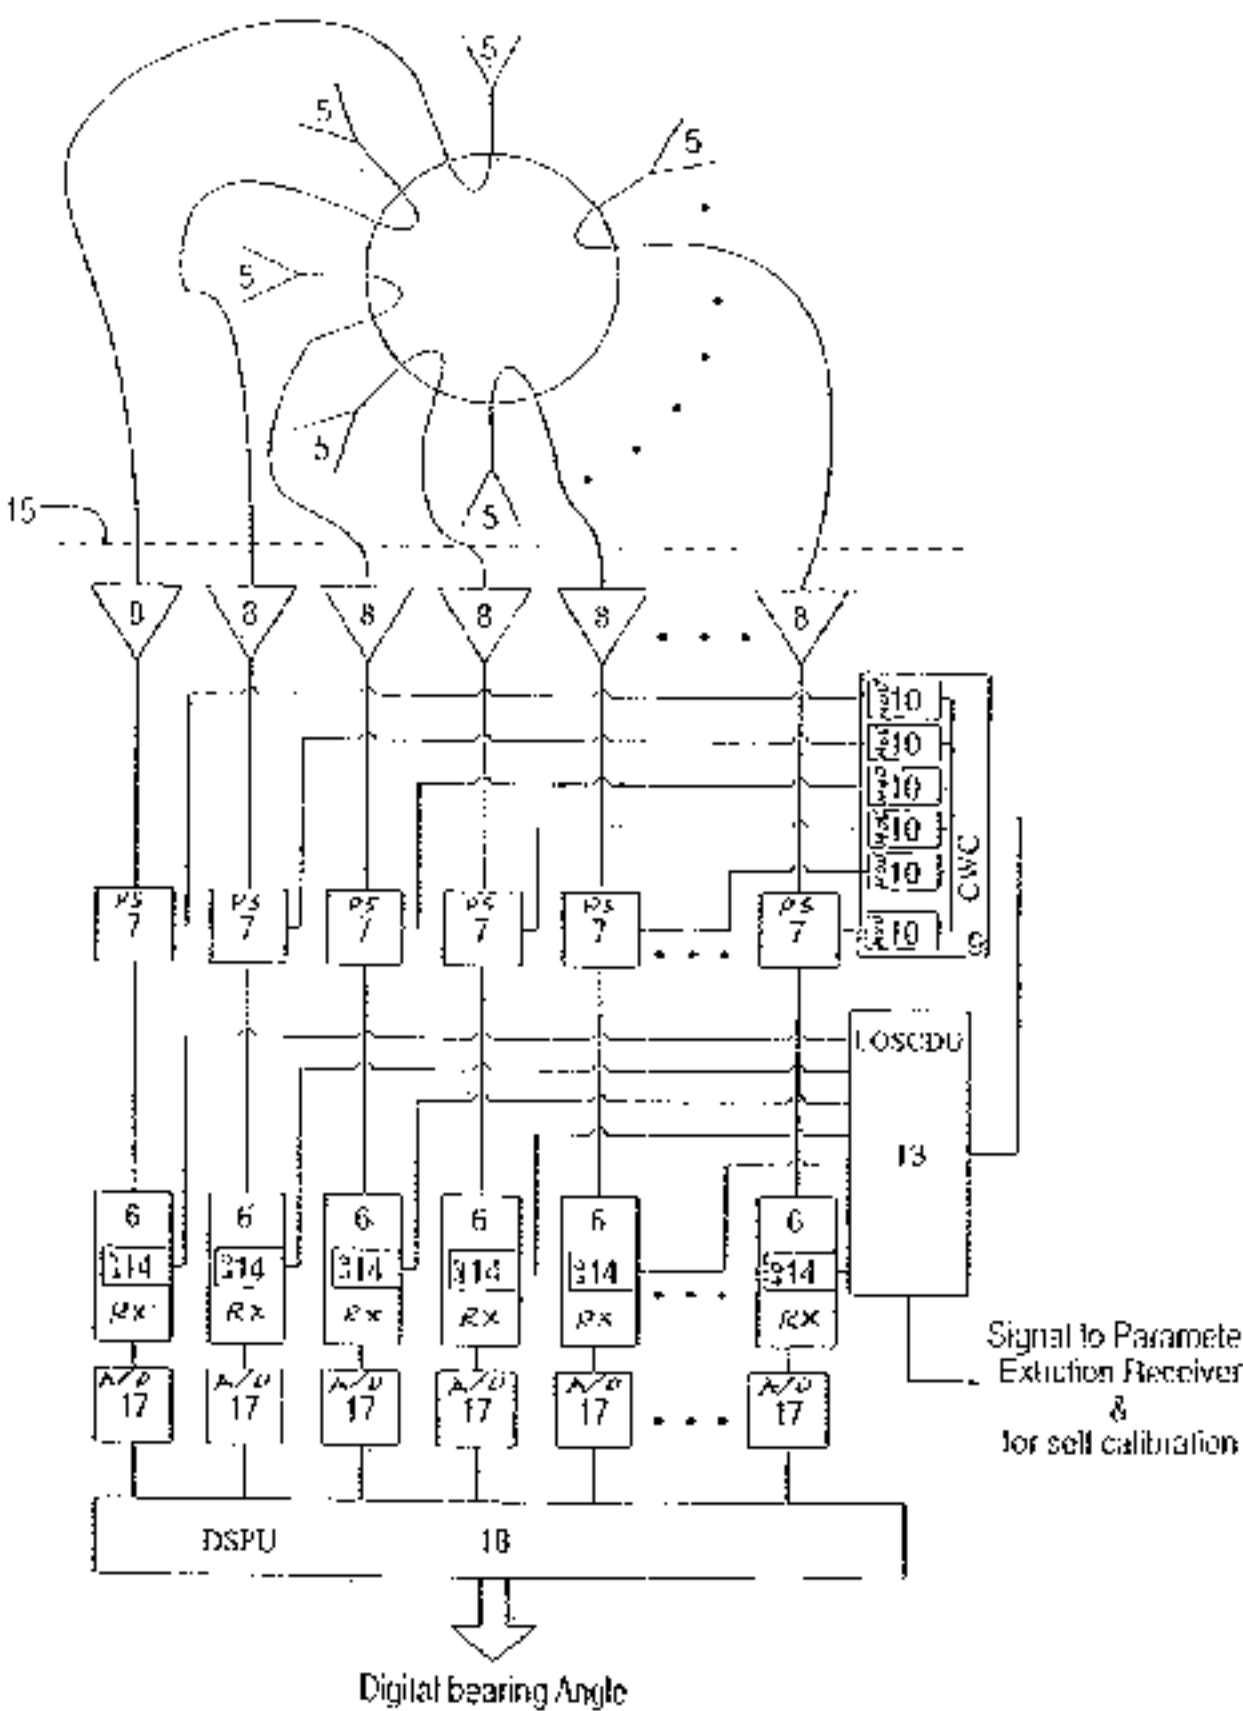 5
5
5
5
5
5
15
8 8 8 8 8
10
10
10
10
10
10
CWC
9
PS PS PS PS PS PS
7 7 7 7 7 7
13
6 6 6 6 6 6
14 14 14 14 14 14
RX RX RX RX RX RX
A/D A/D A/D A/D A/D A/D
17 17 17 17 17 17
Signal to Paramete
Receiver
&
for self calibration
DSPU 18
Digital bearing Angle